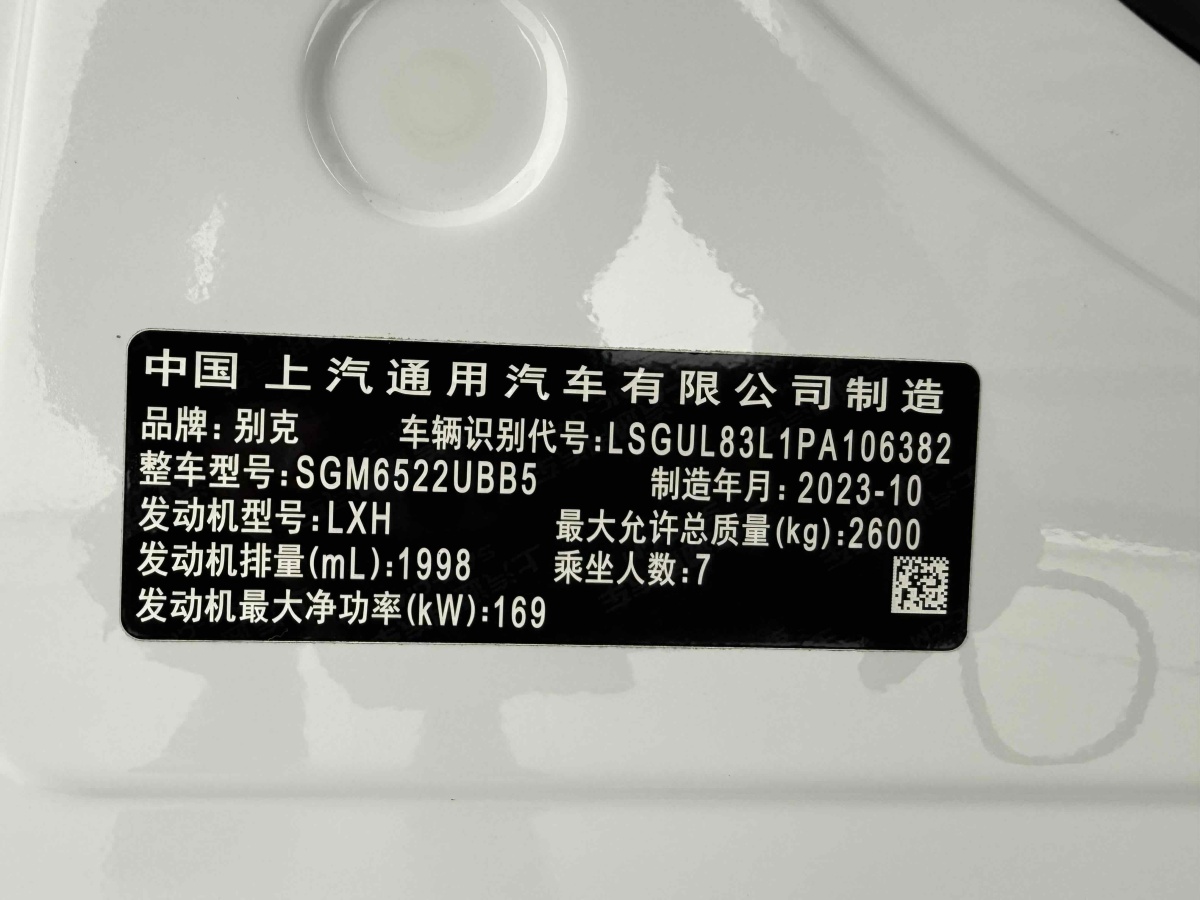 中国 上汽通用汽车有限公司制造
品牌:别克 车辆识别代号:LSGUL83L1PA106382
整车型号:SGM6522UBB5 制造年月:2023-10
发动机型号:LXH 最大允许总质量(kg):2600
发动机排量(mL):1998 乘坐人数:7
发动机最大净功率(kW):169